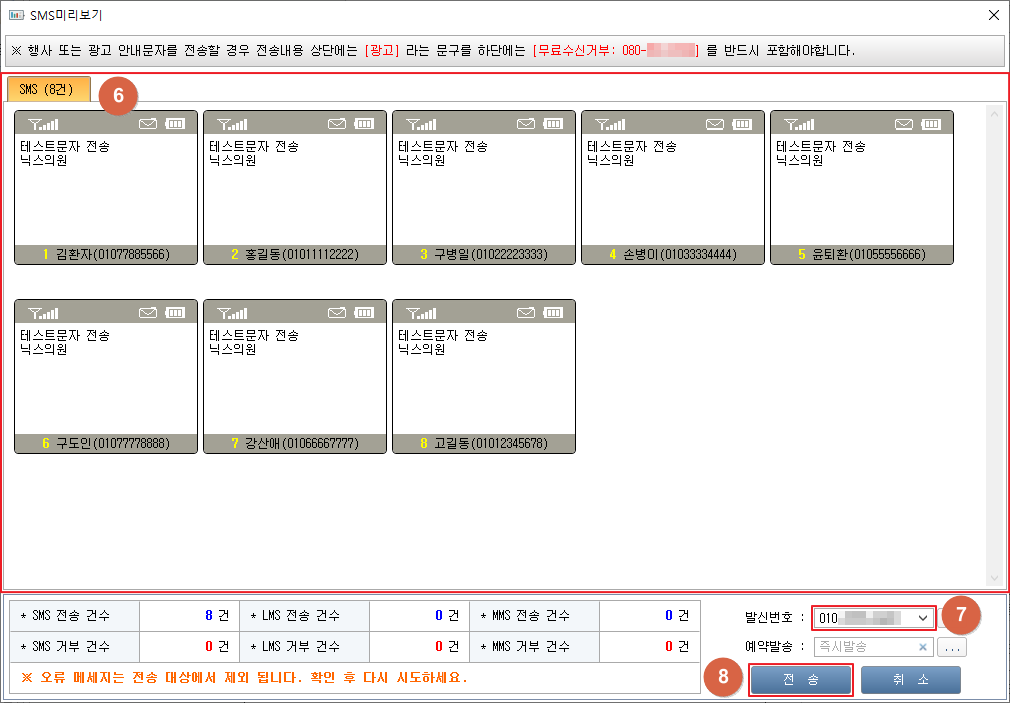 SMS미리보기
※ 행사 또는 광고 안내문자를 전송할 경우 전송내용 상단에는 [광고] 라는 문구를 하단에는 [무료수신거부: 080-] 를 반드시 포함해야합니다.
SMS (8건)
6
테스트문자 전송
닉스의원
1 김환자(01077885566)
테스트문자 전송
닉스의원
2 홍길동(01011112222)
테스트문자 전송
닉스의원
3 구병일(01022223333)
테스트문자 전송
닉스의원
4 손병이(01033334444)
테스트문자 전송
닉스의원
5 윤퇴환(01055556666)
테스트문자 전송
닉스의원
6 구도인(01077778888)
테스트문자 전송
닉스의원
7 강산애(01066667777)
테스트문자 전송
닉스의원
8 고길동(01012345678)
* SMS 전송 건수 8 건 * LMS 전송 건수 0 건 * MMS 전송 건수 0 건
* SMS 거부 건수 0 건 * LMS 거부 건수 0 건 * MMS 거부 건수 0 건
※ 오류 메세지는 전송 대상에서 제외 됩니다. 확인 후 다시 시도하세요.
발신번호 : 010
7
예약발송 : 즉시발송 ...
8
전 송
취 소